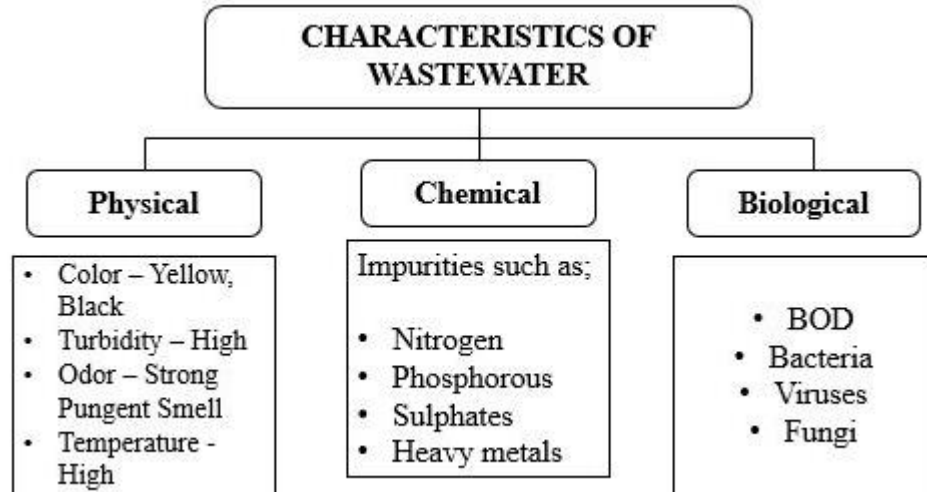 CHARACTERISTICS OF
WASTEWATER
Physical
• Color – Yellow,
Black
• Turbidity – High
• Odor – Strong
Pungent Smell
• Temperature -
High
Chemical
Impurities such as;
• Nitrogen
• Phosphorous
• Sulphates
• Heavy metals
Biological
• BOD
• Bacteria
• Viruses
• Fungi